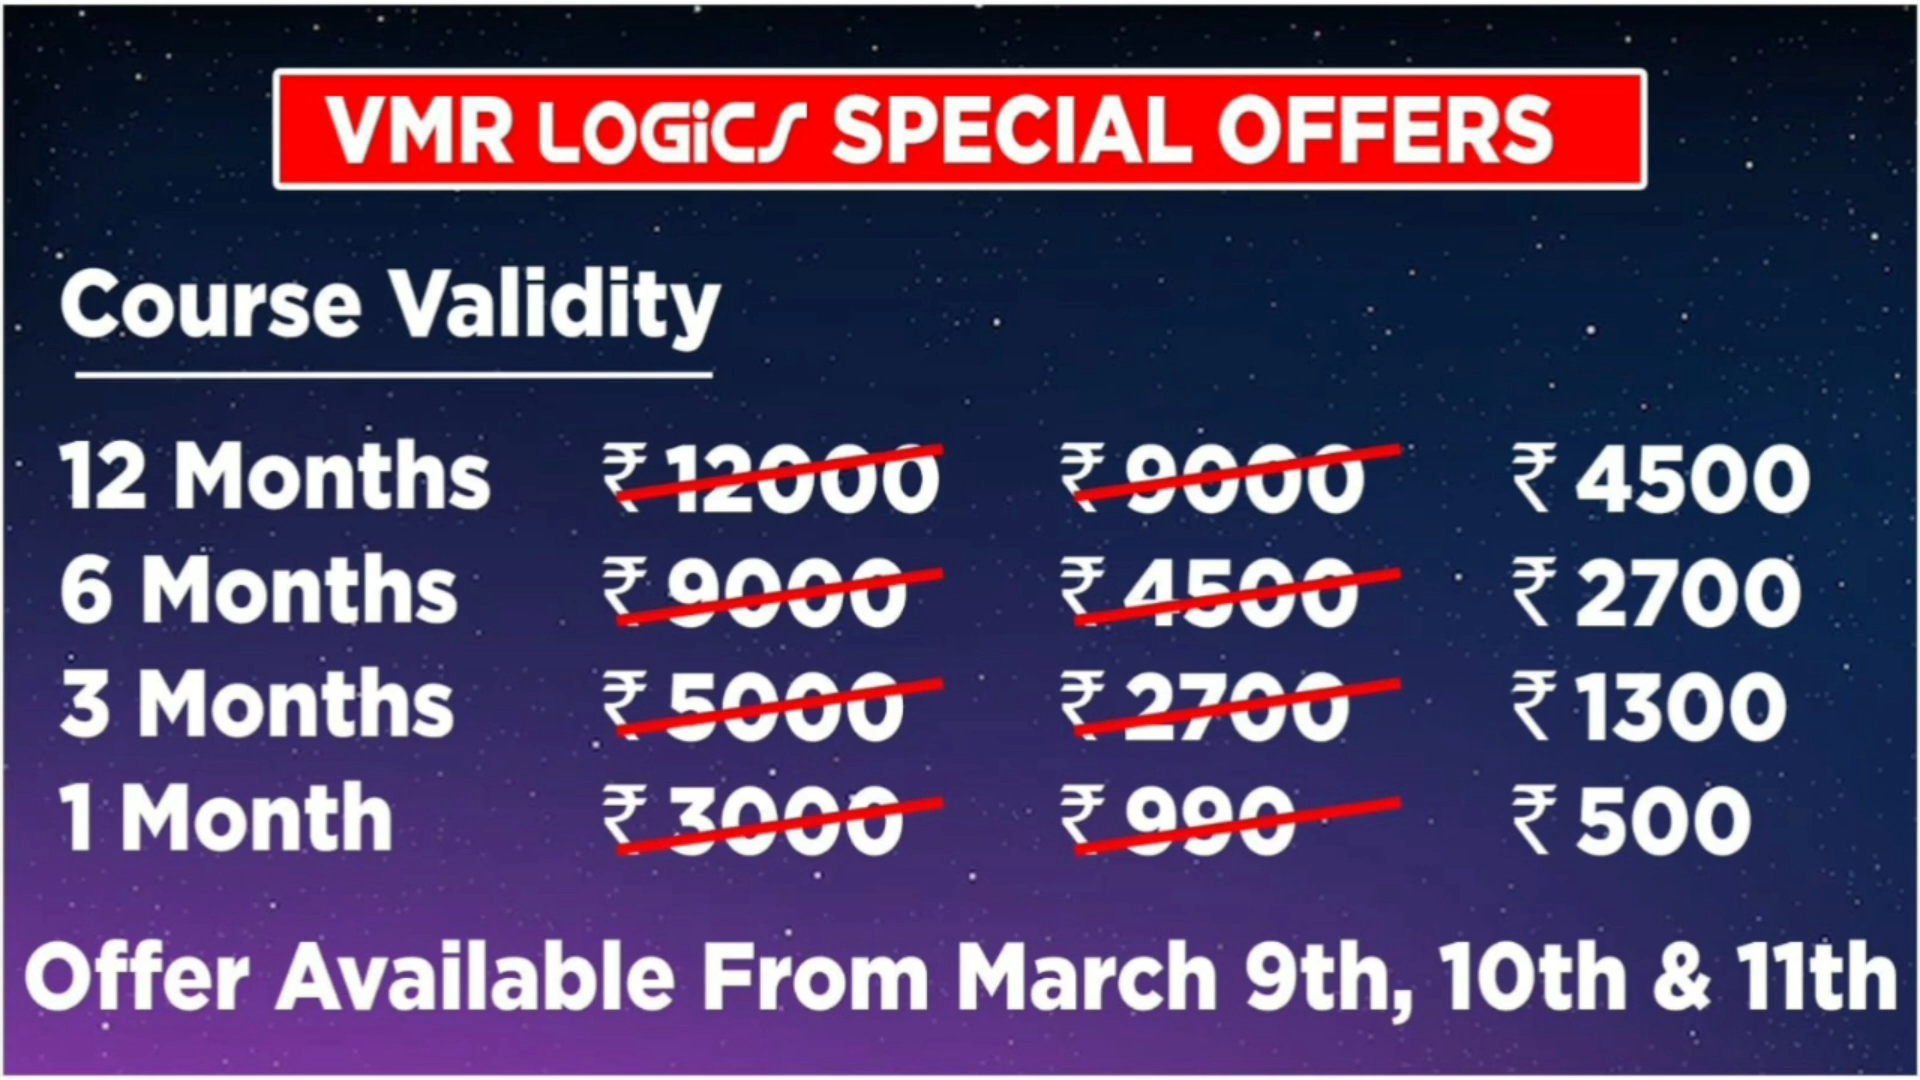 VMR LOGiCS SPECIAL OFFERS
Course Validity
12 Months ₹ 12000 ₹ 9000 ₹ 4500
6 Months ₹ 9000 ₹ 4500 ₹ 2700
3 Months ₹ 5000 ₹ 2700 ₹ 1300
1 Month ₹ 3000 ₹ 990 ₹ 500
Offer Available From March 9th, 10th & 11th